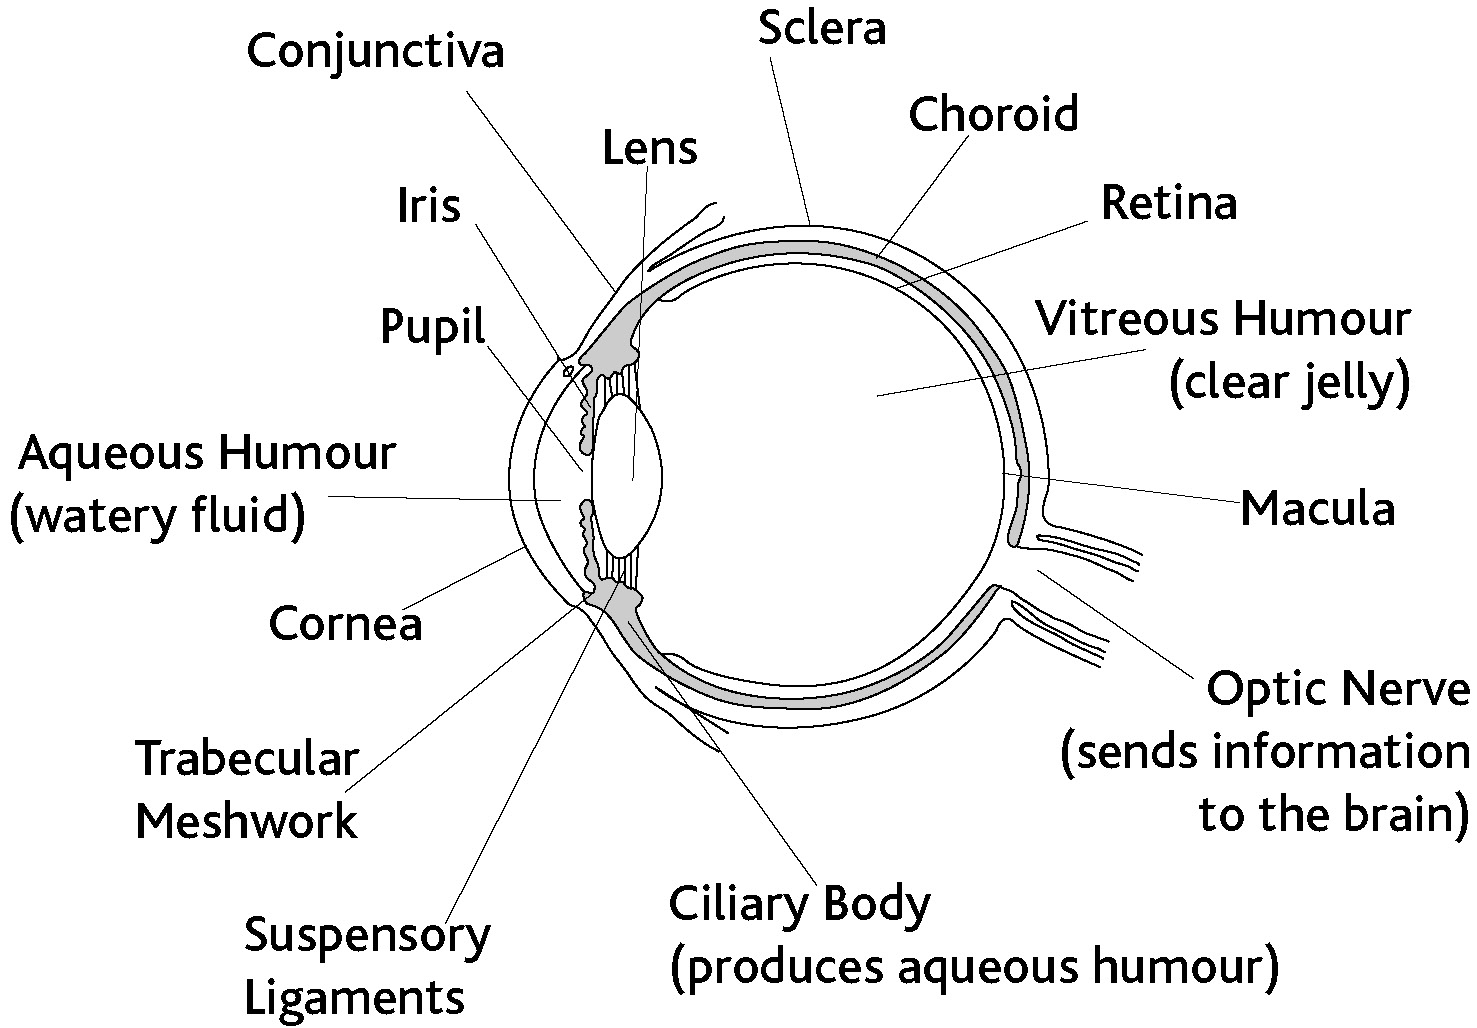 Sclera
Conjunctiva
Choroid
Lens
Iris
Retina
Pupil
Vitreous Humour
(clear jelly)
Aqueous Humour
(watery fluid)
Macula
Cornea
Optic Nerve
(sends information
to the brain)
Trabecular
Meshwork
Ciliary Body
(produces aqueous humour)
Suspensory
Ligaments